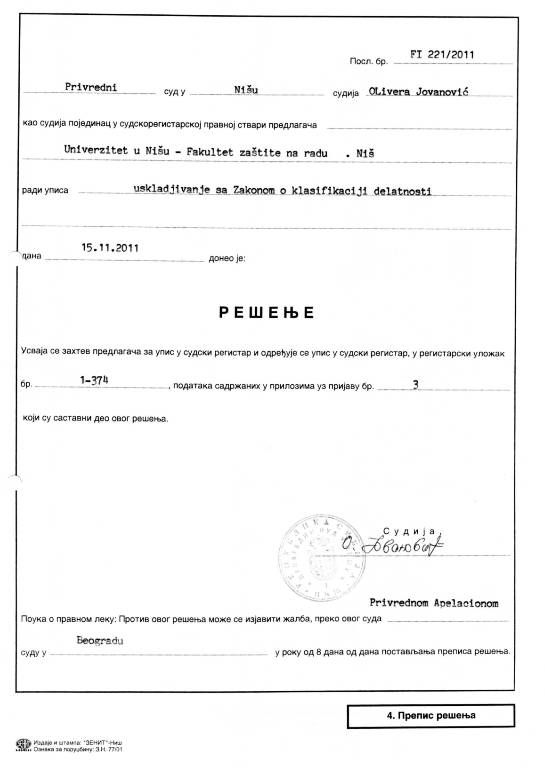 Посл. бр. FI 221/2011
Privredni суд у Nišu судија OLivera Jovanović
као судија појединац у судскорегистарској правној ствари предлагача
Univerzitet u Nišu - Fakultet zaštite na radu . Niš
ради уписа uskladjivanje sa Zakonom o klasifikaciji delatnosti
дана 15.11.2011 донео је:
РЕШЕЊЕ
Усваја се захтев предлагача за упис у судски регистар и одређује се упис у судски регистар, у регистарски уложак
бр. 1-374, података садржаних у прилозима уз пријаву бр. 3
који су саставни део овог решења.
Судија,
О. Јовановић
Privrednom Apelacionom
Поука о правном леку: Против овог решења може се изјавити жалба, преко овог суда
суду у Beogradu у року од 8 дана од дана постављања преписа решења.
4. Препис решења
Издаје и штампа: "ЗЕНИТ"-Ниш
Ознака за поруџбину: З.Н. 77/01